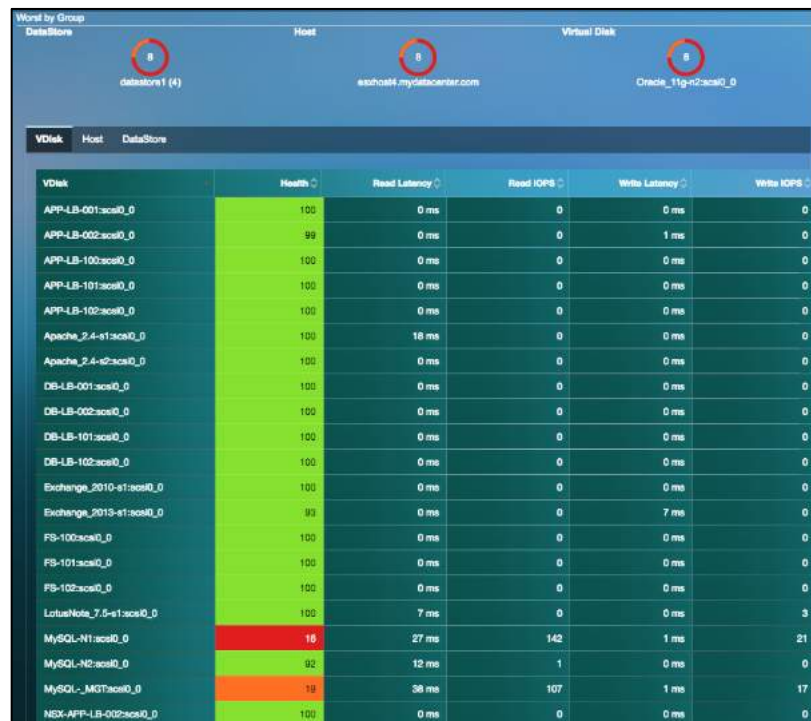 Worst by Group
DataStore Host Virtual Disk
8 8 8
datastore1 (4) esxhost4.mydatacenter.com Oracle_11g-n2:scsi0_0
VDisk Host DataStore
VDisk Health Read Latency Read IOPS Write Latency Write IOPS
APP-LB-001:scsi0_0 100 0 ms 0 0 ms 0
APP-LB-002:scsi0_0 99 0 ms 0 1 ms 0
APP-LB-100:scsi0_0 100 0 ms 0 0 ms 0
APP-LB-101:scsi0_0 100 0 ms 0 0 ms 0
APP-LB-102:scsi0_0 100 0 ms 0 0 ms 0
Apache_2.4-s1:scsi0_0 100 18 ms 0 0 ms 0
Apache_2.4-s2:scsi0_0 100 0 ms 0 0 ms 0
DB-LB-001:scsi0_0 100 0 ms 0 0 ms 0
DB-LB-002:scsi0_0 100 0 ms 0 0 ms 0
DB-LB-101:scsi0_0 100 0 ms 0 0 ms 0
DB-LB-102:scsi0_0 100 0 ms 0 0 ms 0
Exchange_2010-s1:scsi0_0 100 0 ms 0 0 ms 0
Exchange_2013-s1:scsi0_0 93 0 ms 0 7 ms 0
FS-100:scsi0_0 100 0 ms 0 0 ms 0
FS-101:scsi0_0 100 0 ms 0 0 ms 0
FS-102:scsi0_0 100 0 ms 0 0 ms 0
LotusNote_7.5-s1:scsi0_0 100 7 ms 0 0 ms 3
MySQL-N1:scsi0_0 16 27 ms 142 1 ms 21
MySQL-N2:scsi0_0 92 12 ms 1 0 ms 0
MySQL-_MGT:scsi0_0 19 38 ms 107 1 ms 17
NSX-APP-LB-002:scsi0_0 100 0 ms 0 0 ms 0